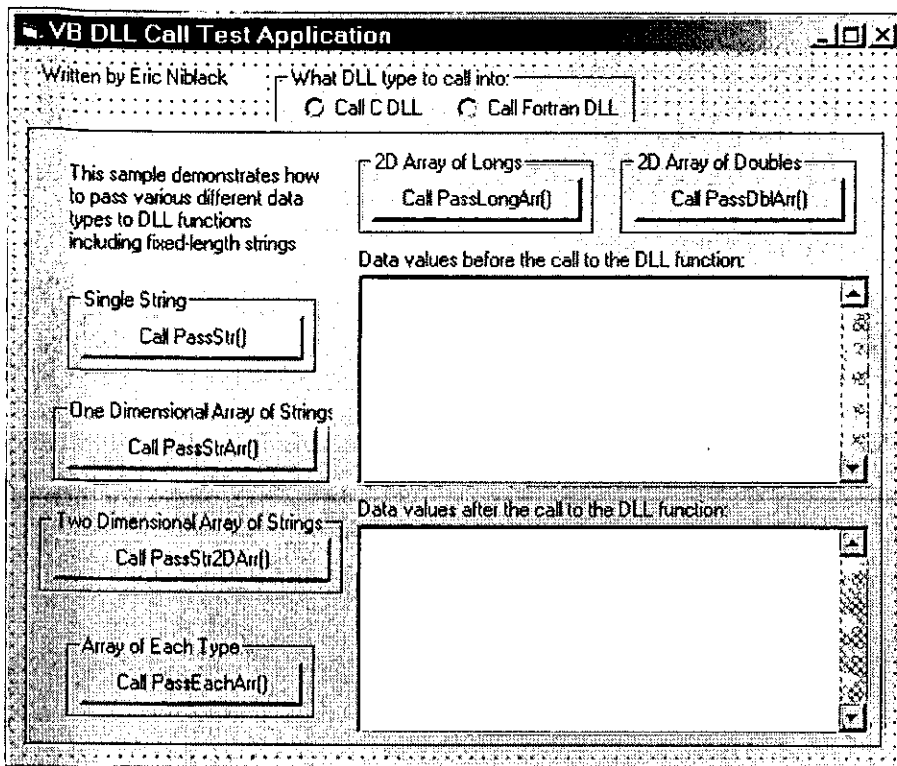 VB DLL Call Test Application
Written by Eric Niblack
What DLL type to call into:
Call C DLL
Call Fortran DLL
This sample demonstrates how
to pass various different data
types to DLL functions
including fixed-length strings
2D Array of Longs
Call PassLongArr()
2D Array of Doubles
Call PassDblArr()
Data values before the call to the DLL function:
Single String
Call PassStr()
One Dimensional Array of Strings
Call PassStrArr()
Two Dimensional Array of Strings
Call PassStr2DArr()
Data values after the call to the DLL function:
Array of Each Type
Call PassEachArr()